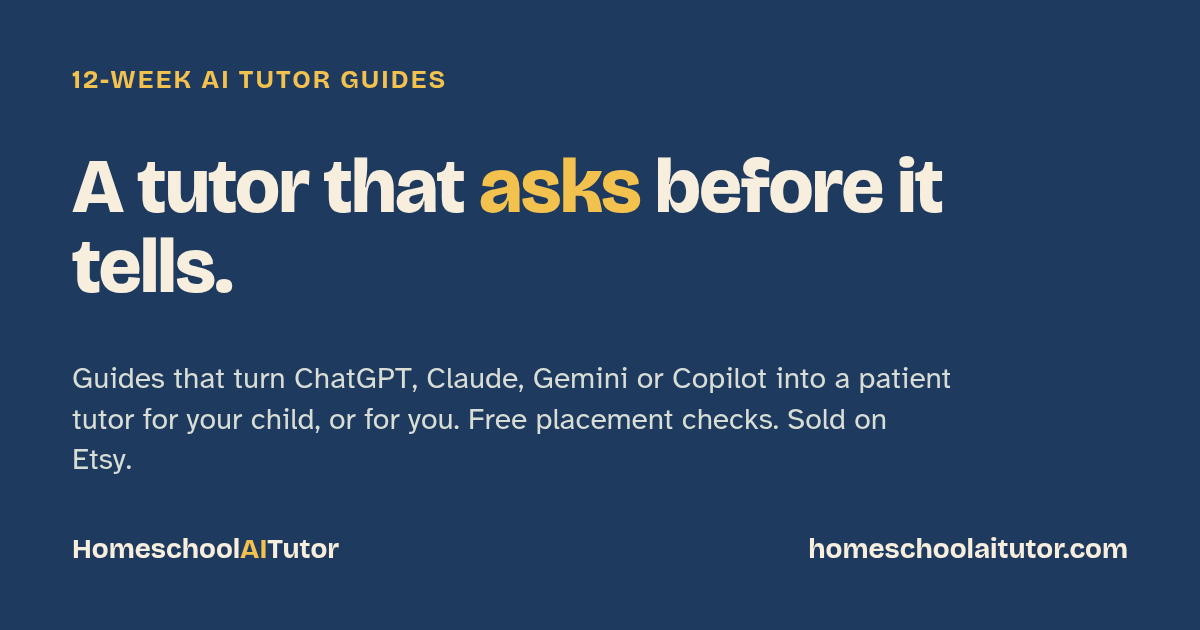 12-WEEK AI TUTOR GUIDES
A tutor that asks before it
tells.
Guides that turn ChatGPT, Claude, Gemini or Copilot into a patient
tutor for your child, or for you. Free placement checks. Sold on
Etsy.
HomeschoolAITutor
homeschoolaitutor.com